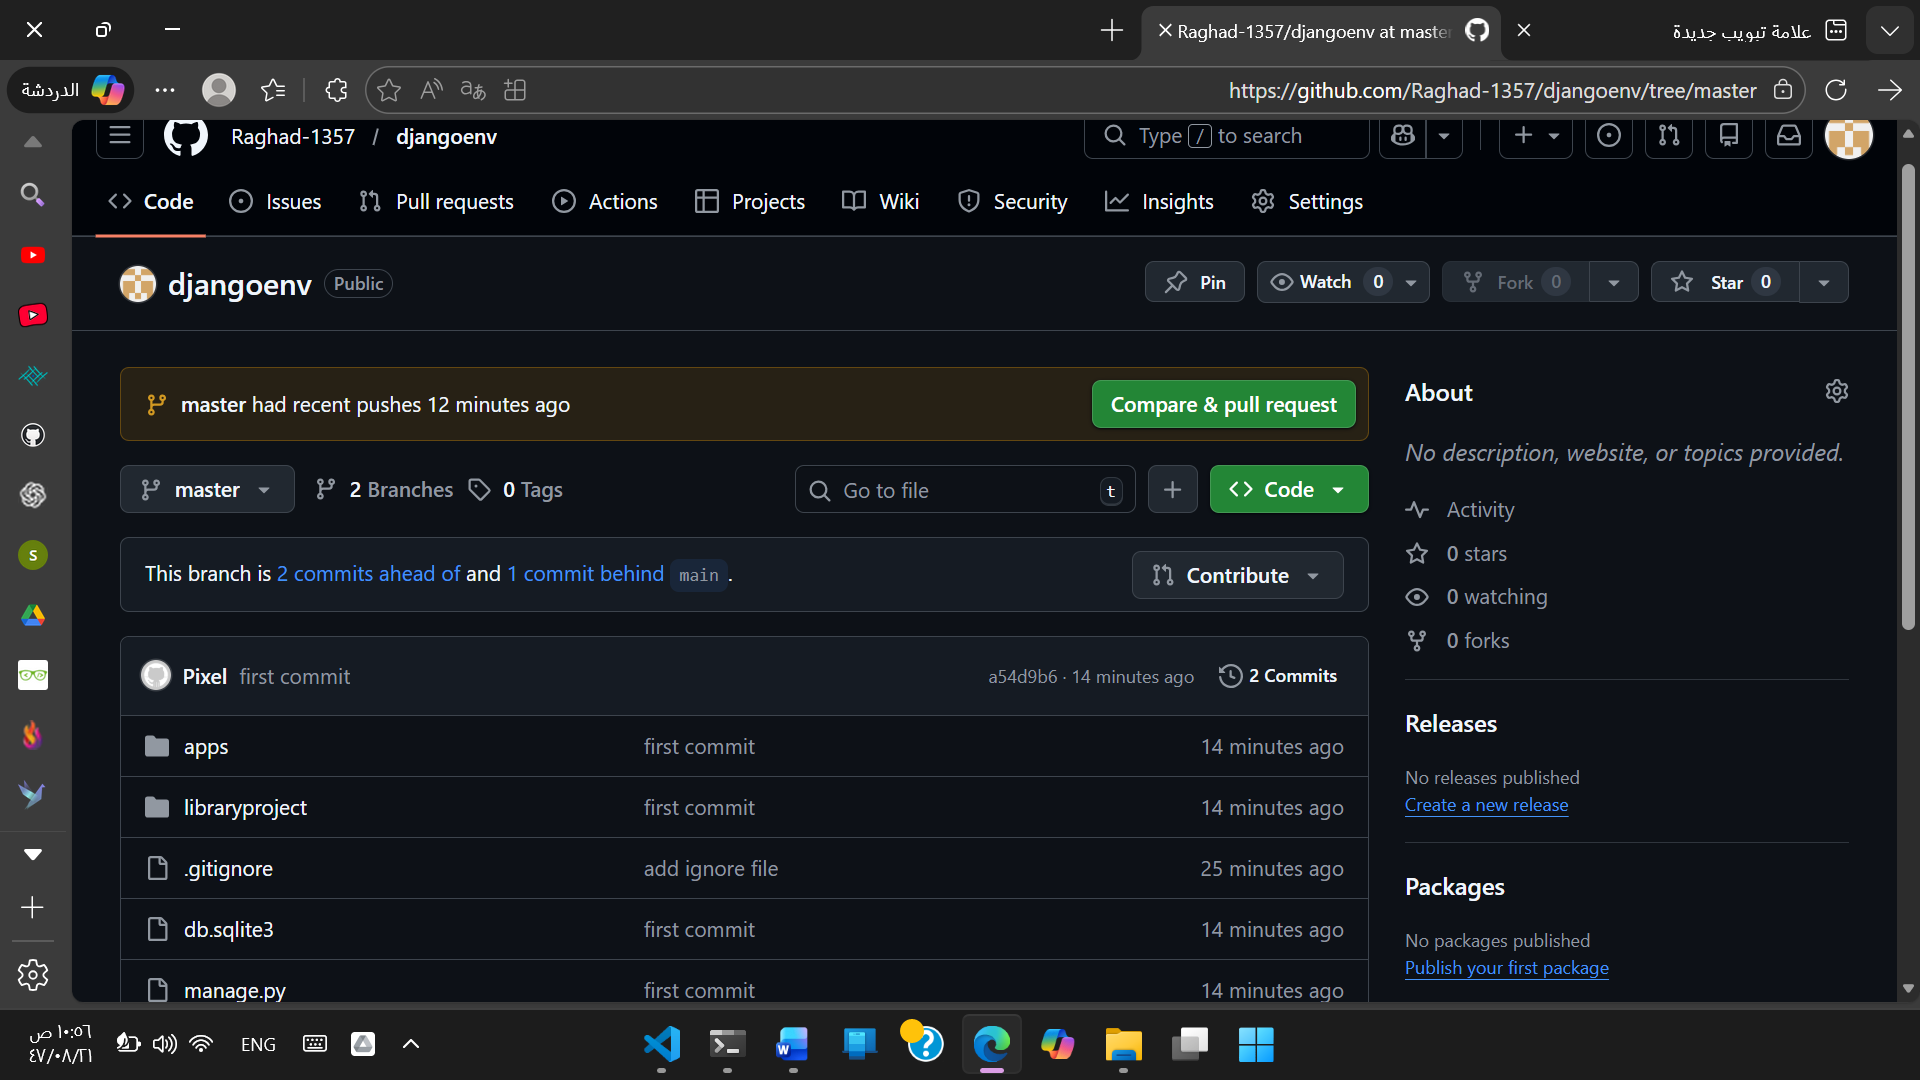 Raghad-1357/djangoenv at master
علامة تبويب جديدة
الدردشة
https://github.com/Raghad-1357/djangoenv/tree/master
Raghad-1357 / djangoenv
Type / to search
Code
Issues
Pull requests
Actions
Projects
Wiki
Security
Insights
Settings
djangoenv
Public
Pin
Watch 0
Fork 0
Star 0
master had recent pushes 12 minutes ago
Compare & pull request
master
2 Branches
0 Tags
Go to file
t
Code
This branch is 2 commits ahead of and 1 commit behind main .
Contribute
Pixel first commit
a54d9b6 · 14 minutes ago
2 Commits
apps first commit 14 minutes ago
libraryproject first commit 14 minutes ago
.gitignore add ignore file 25 minutes ago
db.sqlite3 first commit 14 minutes ago
manage.py first commit 14 minutes ago
About
No description, website, or topics provided.
Activity
0 stars
0 watching
0 forks
Releases
No releases published
Create a new release
Packages
No packages published
Publish your first package
S
ENG
١٠:٥٦ ص
٤٧/٠٨/٢١